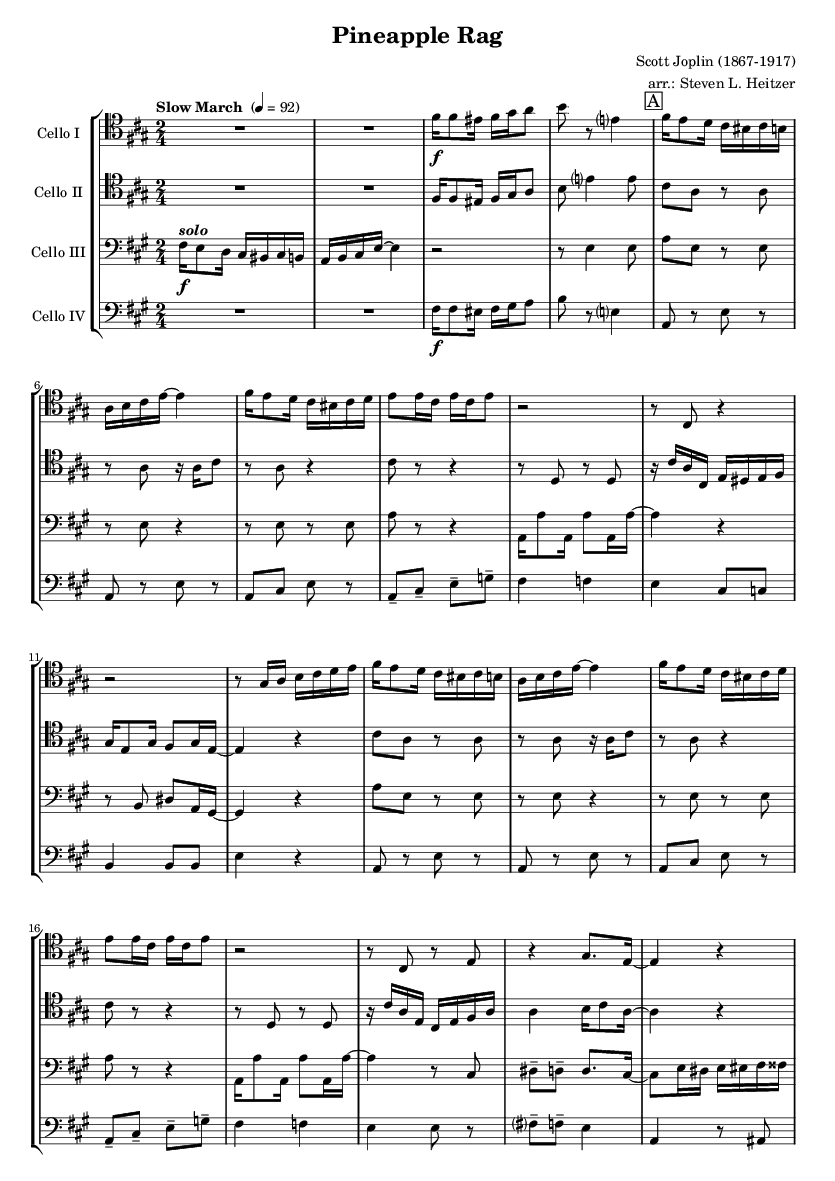 Pineapple Rag
Scott Joplin (1867-1917)
arr.: Steven L. Heitzer
Slow March (♩ = 92)
A
Cello I
f
Cello II
solo
Cello III
f
Cello IV
f
6
11
16